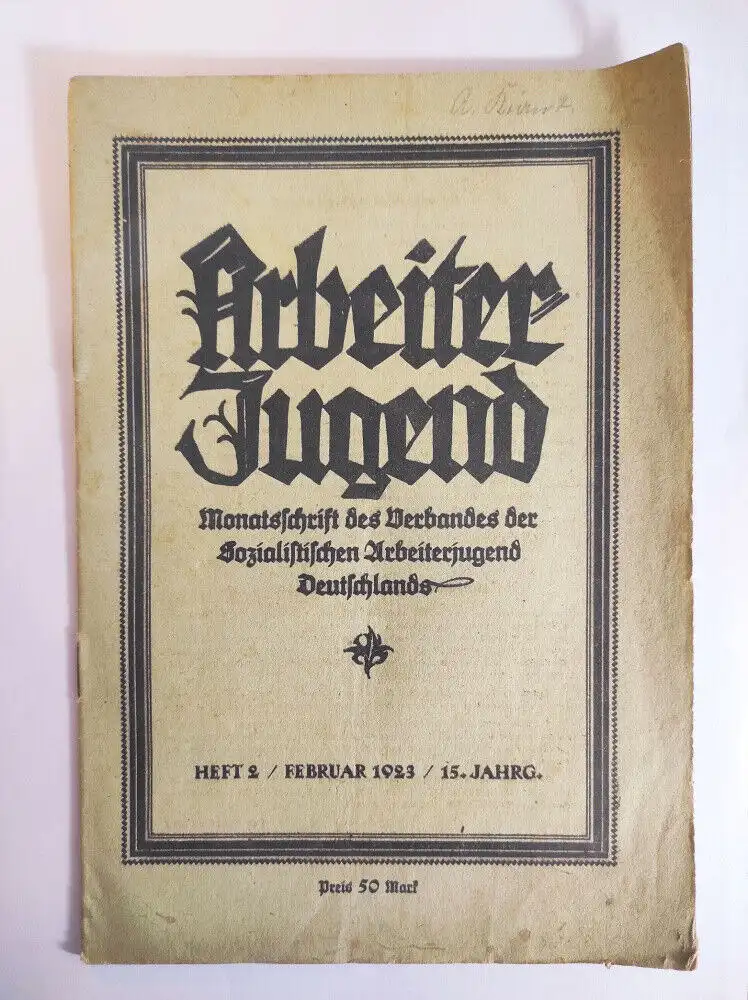 Arbeiter
Jugend
Monatsschrift des Verbandes der
Sozialistischen Arbeiterjugend
Deutschlands
HEFT 2 / FEBRUAR 1923 / 15. JAHRG.
Preis 50 Mark